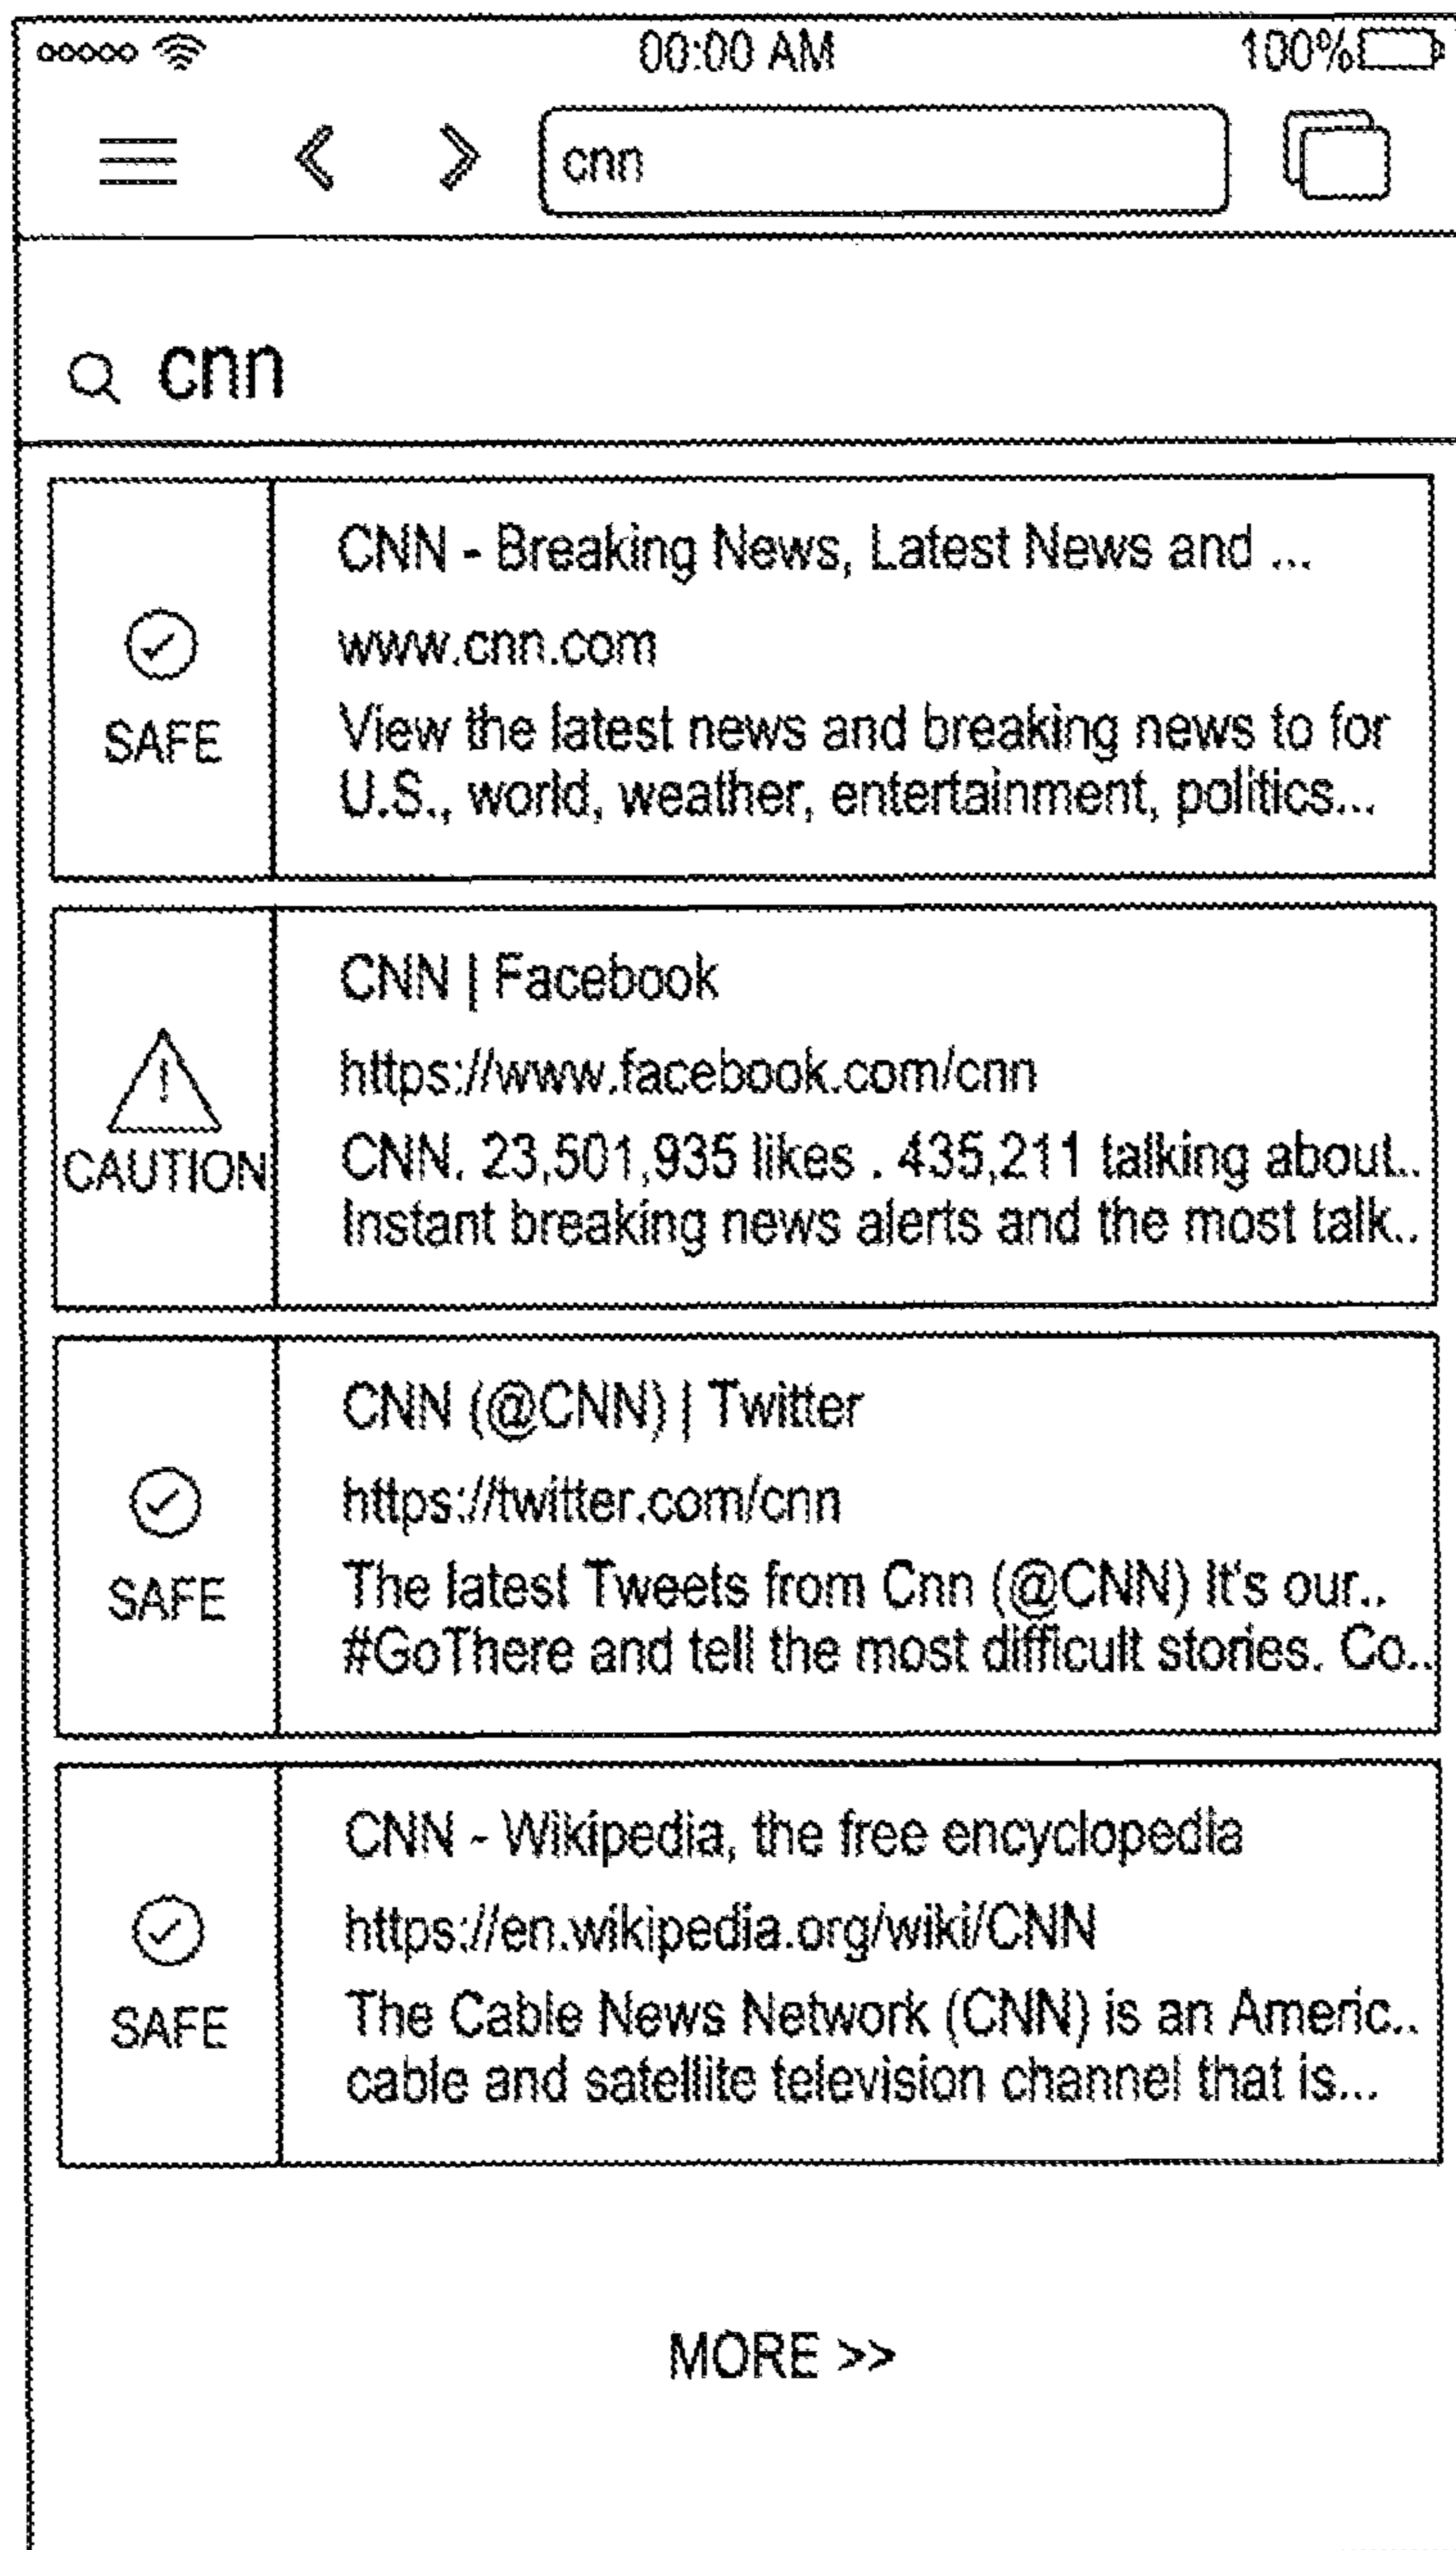 00:00 AM 100%
cnn
cnn
CNN - Breaking News, Latest News and ...
www.cnn.com
SAFE
View the latest news and breaking news to for
U.S., world, weather, entertainment, politics...
CNN | Facebook
https://www.facebook.com/cnn
CAUTION
CNN. 23,501,935 likes . 435,211 talking about..
Instant breaking news alerts and the most talk..
CNN (@CNN) | Twitter
https://twitter.com/cnn
SAFE
The latest Tweets from Cnn (@CNN) It's our..
#GoThere and tell the most difficult stories. Co..
CNN - Wikipedia, the free encyclopedia
https://en.wikipedia.org/wiki/CNN
SAFE
The Cable News Network (CNN) is an Americ..
cable and satellite television channel that is...
MORE >>